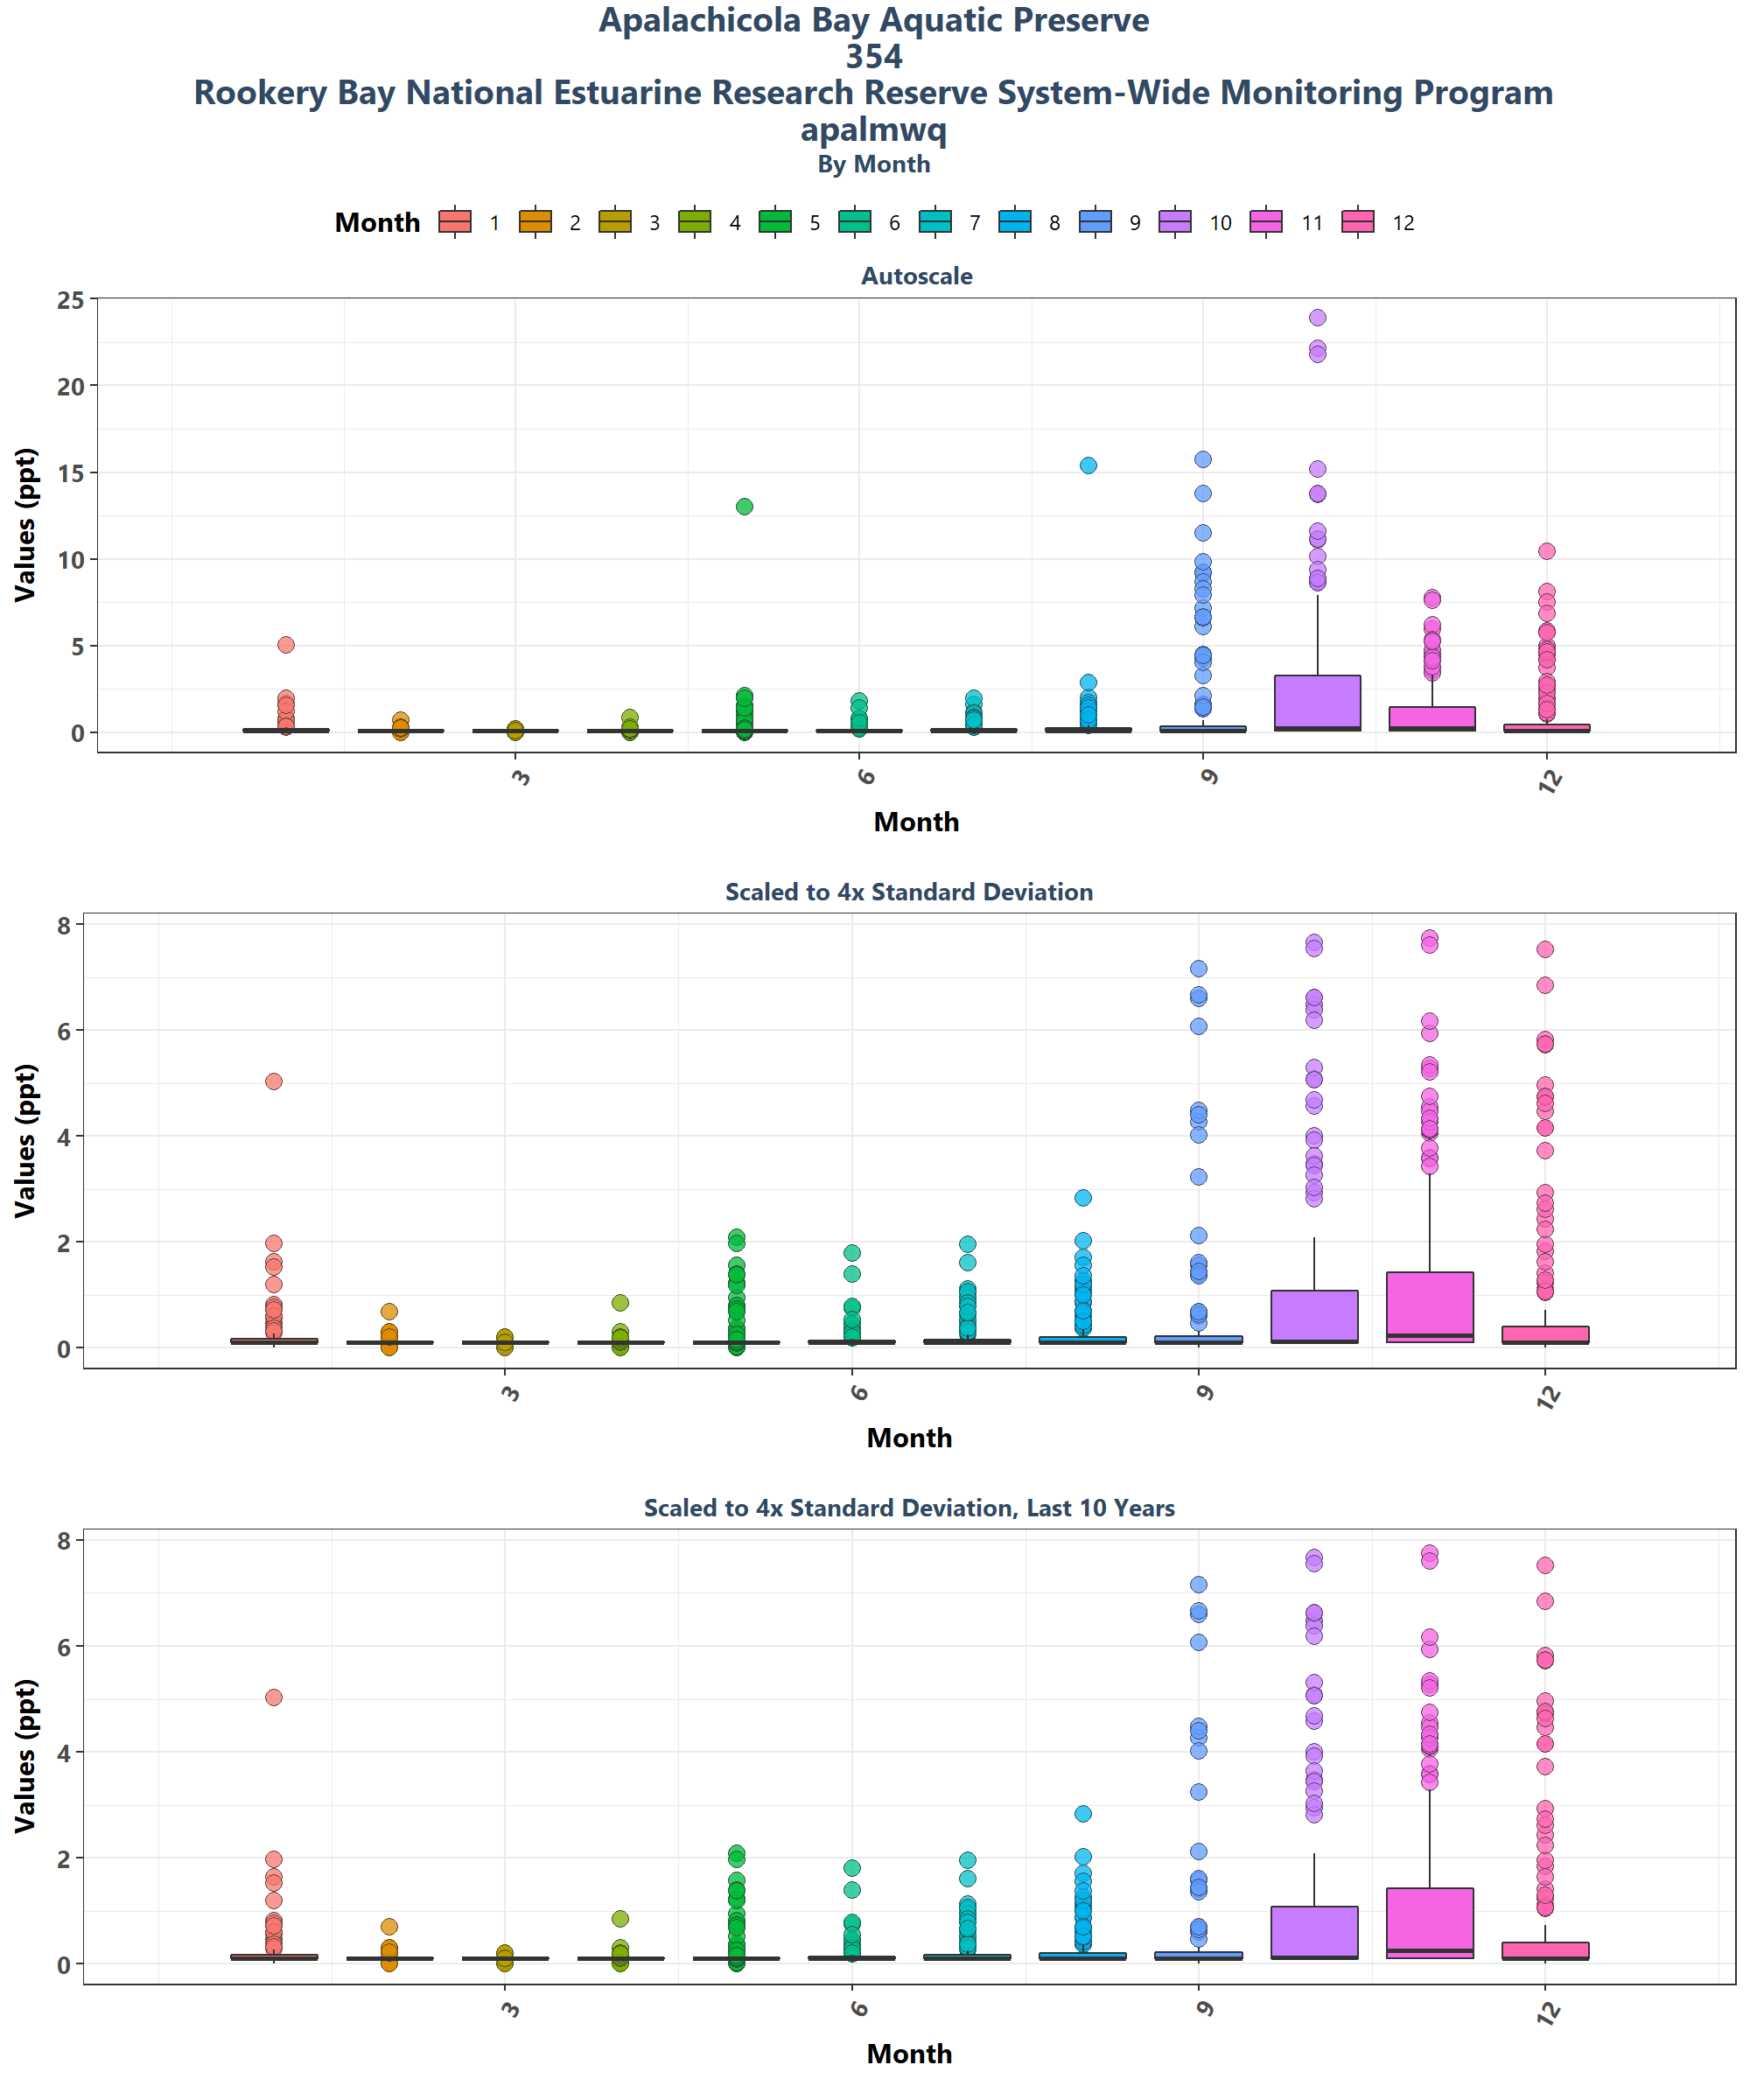 Apalachicola Bay Aquatic Preserve
354
Rookery Bay National Estuarine Research Reserve System-Wide Monitoring Program
apalmwq
By Month
Month 1 2 3 4 5 6 7 8 9 10 11 12
Autoscale
Values (ppt)
25
20
15
10
5
0
3 6 9 12
Month
Scaled to 4x Standard Deviation
Values (ppt)
8
6
4
2
0
3 6 9 12
Month
Scaled to 4x Standard Deviation, Last 10 Years
Values (ppt)
8
6
4
2
0
3 6 9 12
Month